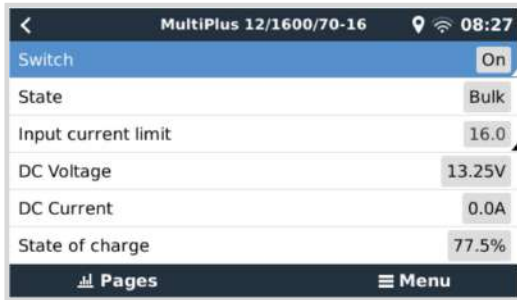 MultiPlus 12/1600/70-16 08:27
Switch On
State Bulk
Input current limit 16.0
DC Voltage 13.25V
DC Current 0.0A
State of charge 77.5%
Pages Menu